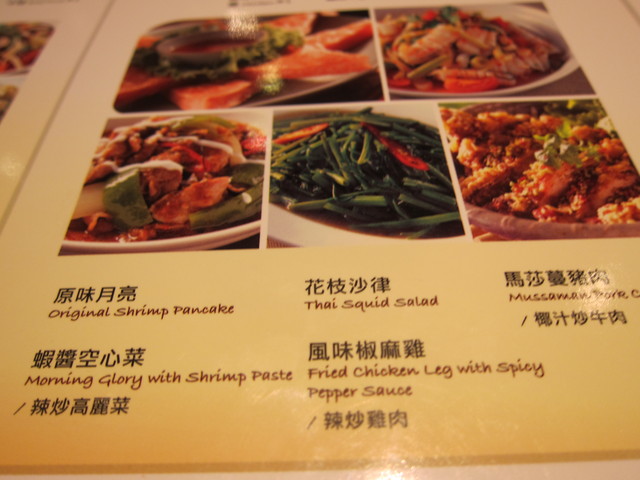 原味月亮
Original Shrimp Pancake
花枝沙律
Thai Squid Salad
馬莎蔓豬肉
Mussaman Pork C
/ 椰汁炒牛肉
蝦醬空心菜
Morning Glory with Shrimp Paste
/ 辣炒高麗菜
風味椒麻雞
Fried Chicken Leg with Spicy
Pepper Sauce
/ 辣炒雞肉